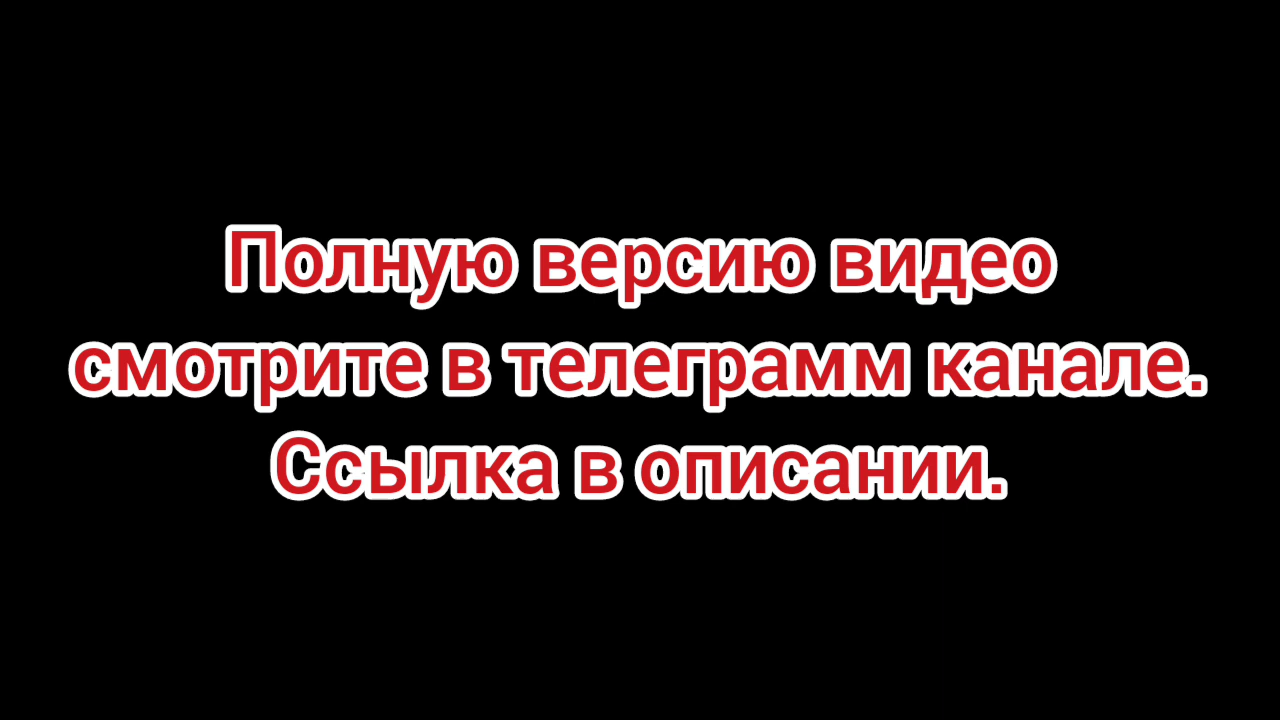 Полную версию видео
смотрите в телеграмм канале.
Ссылка в описании.